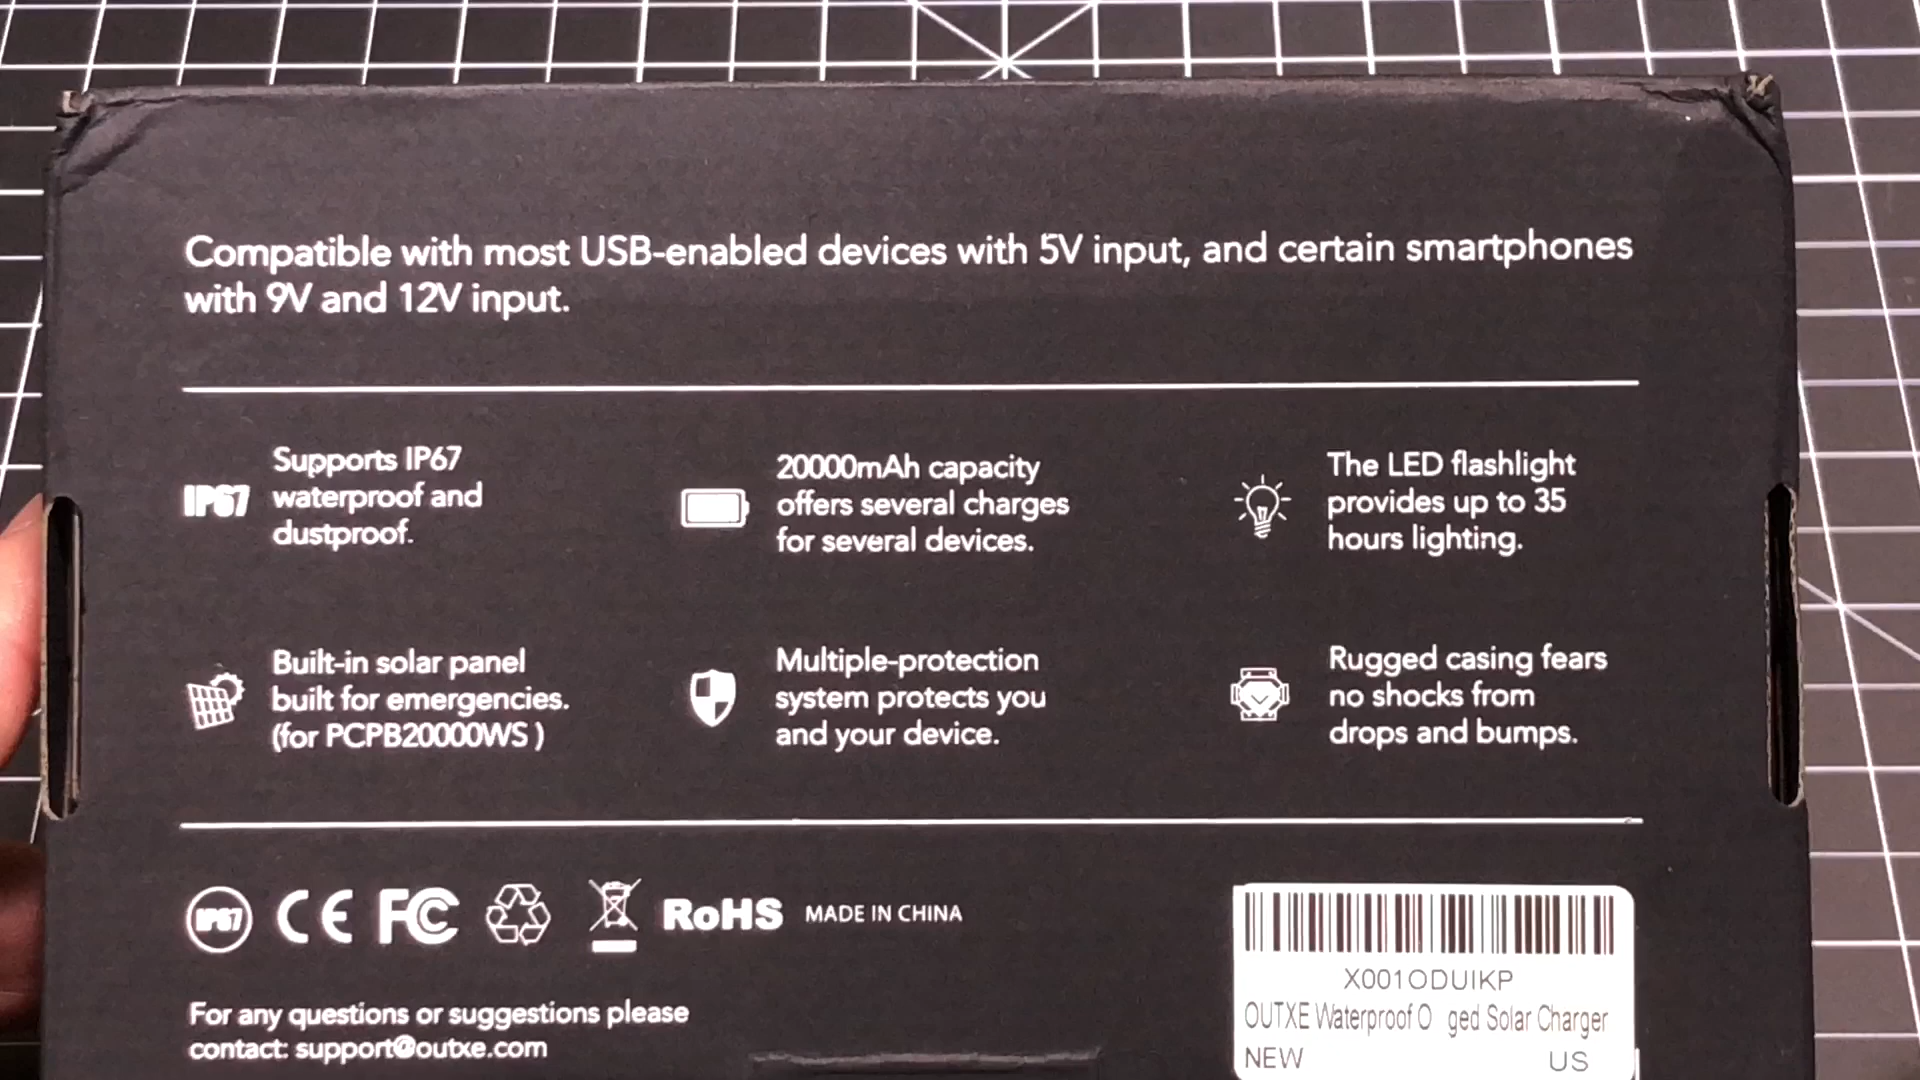 Compatible with most USB-enabled devices with 5V input, and certain smartphones
with 9V and 12V input.
IP67
Supports IP67
waterproof and
dustproof.
20000mAh capacity
offers several charges
for several devices.
The LED flashlight
provides up to 35
hours lighting.
Built-in solar panel
built for emergencies.
(for PCPB20000WS )
Multiple-protection
system protects you
and your device.
Rugged casing fears
no shocks from
drops and bumps.
IP67 CE FC RoHS MADE IN CHINA
For any questions or suggestions please
contact: support@outxe.com
X001ODUIKP
OUTXE Waterproof O ged Solar Charger
NEW US